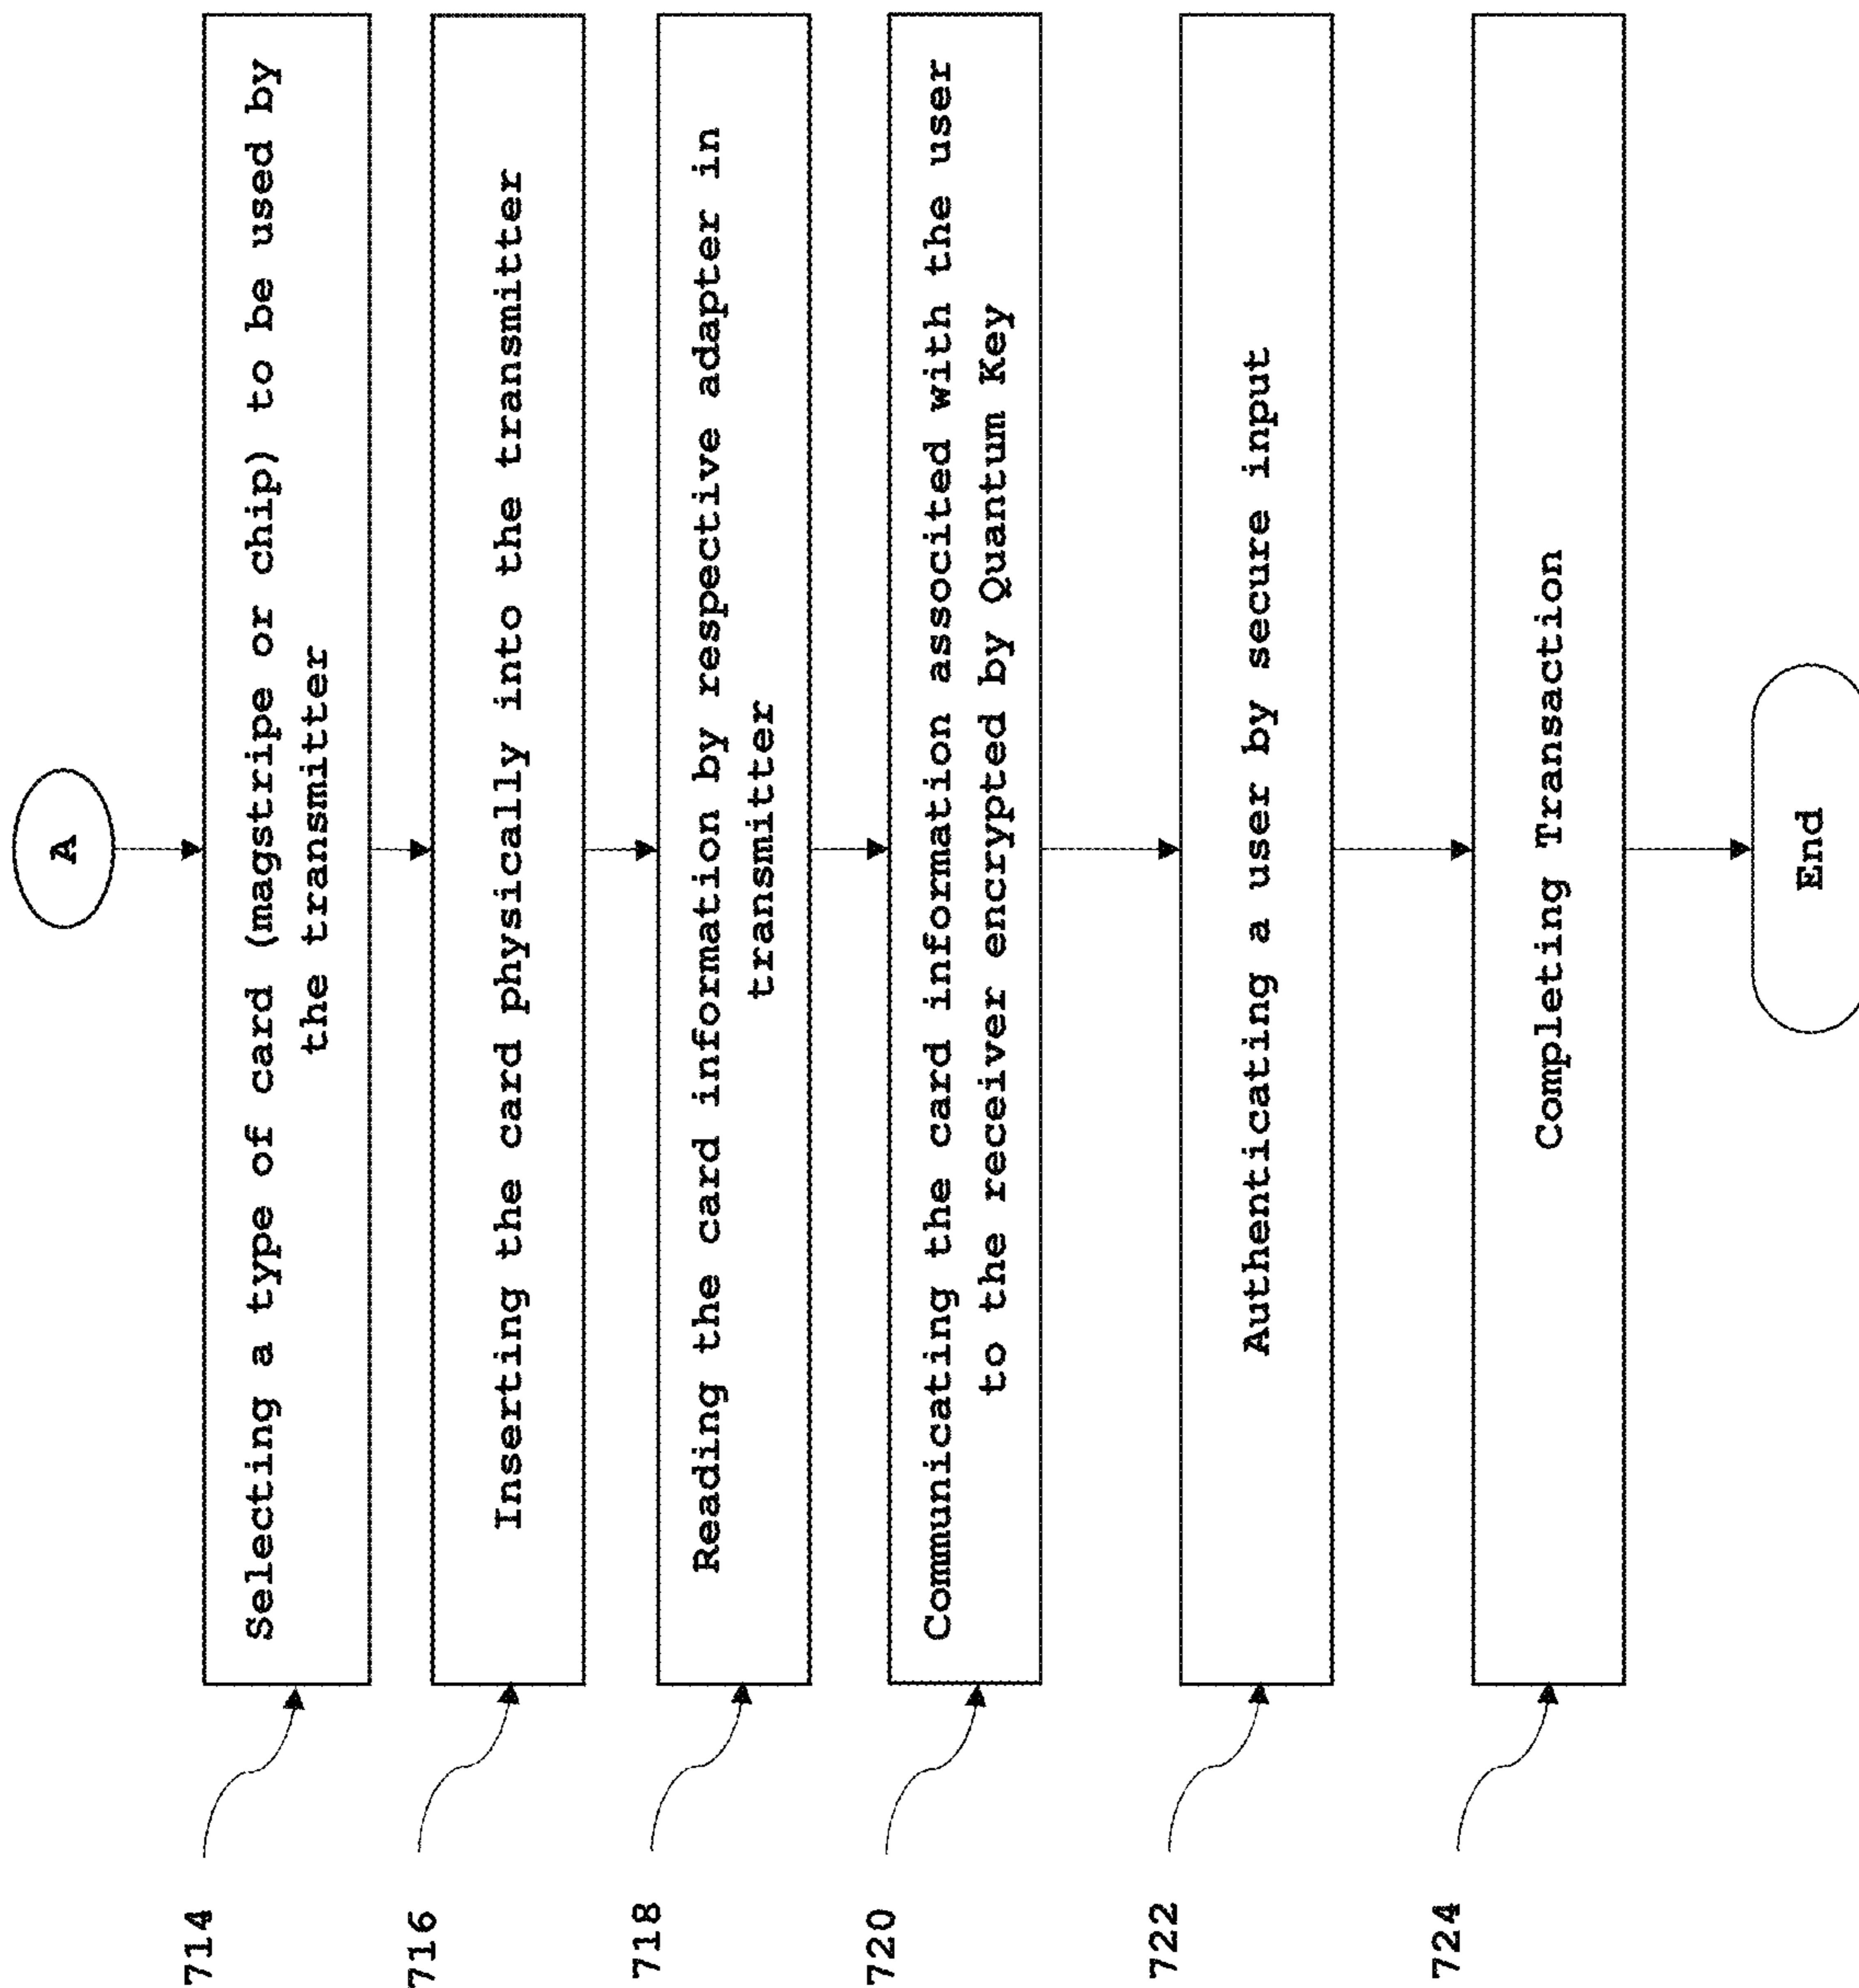 A
714
Selecting a type of card (magstripe or chip) to be used by
the transmitter
716
Inserting the card physically into the transmitter
718
Reading the card information by respective adapter in
transmitter
720
Communicating the card information associted with the user
to the receiver encrypted by Quantum Key
722
Authenticating a user by secure input
724
Completing Transaction
End